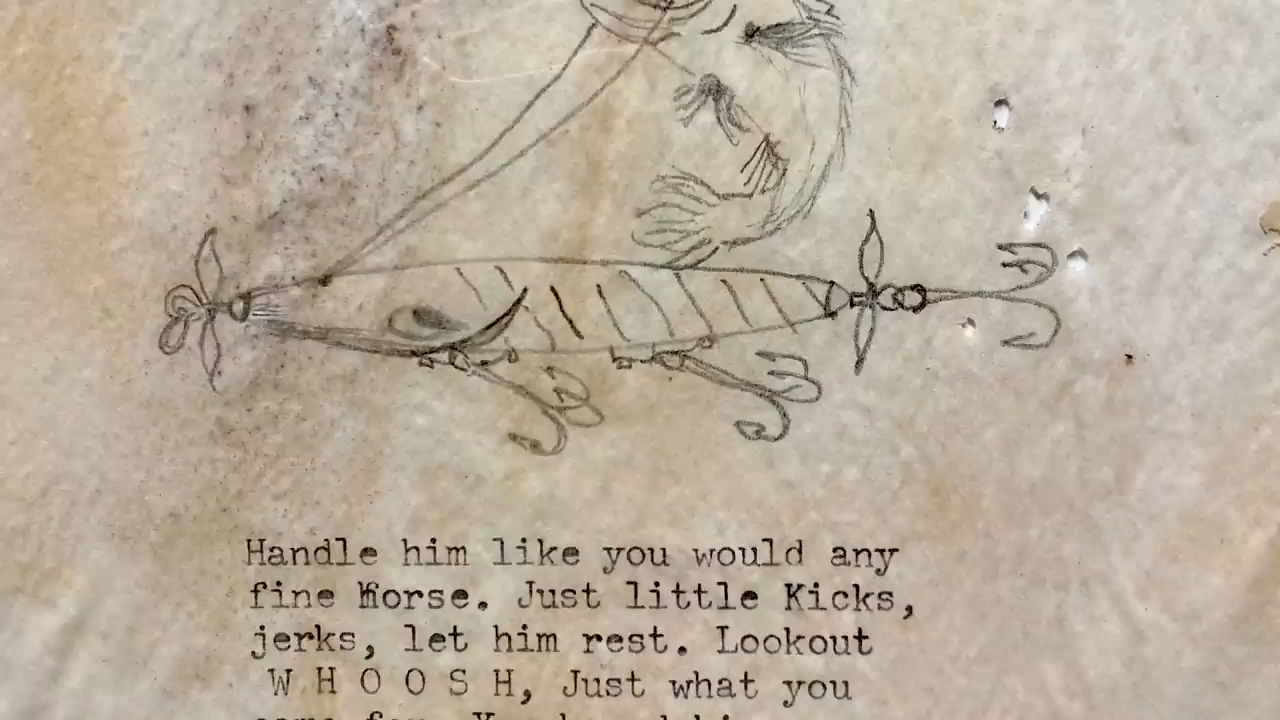 Handle him like you would any
fine Horse. Just little Kicks,
jerks, let him rest. Lookout
W H O O S H, Just what you